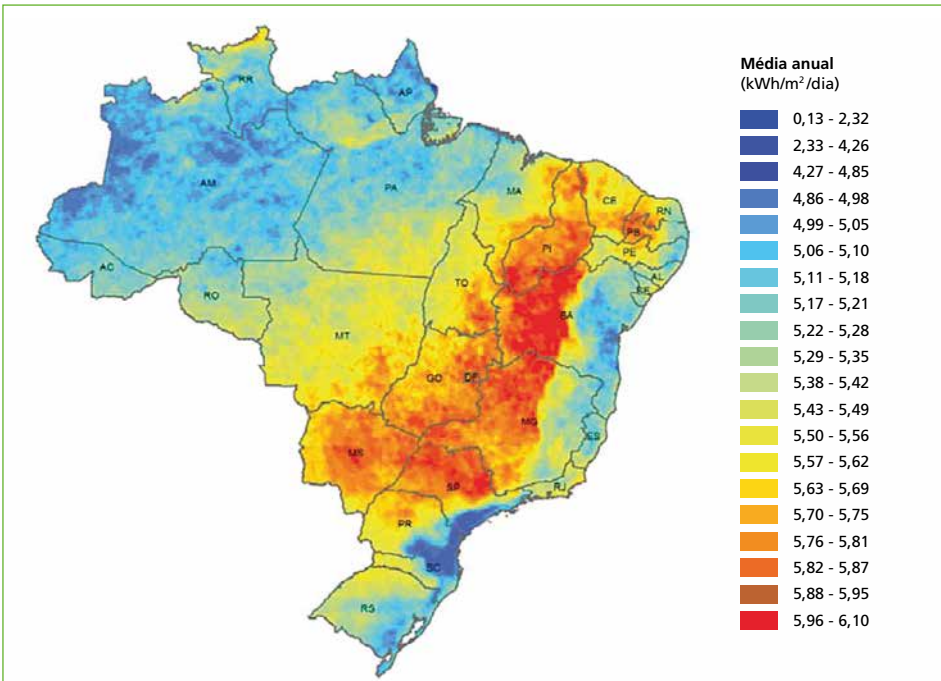 Média anual
(kWh/m²/dia)
0,13 - 2,32
2,33 - 4,26
4,27 - 4,85
4,86 - 4,98
4,99 - 5,05
5,06 - 5,10
5,11 - 5,18
5,17 - 5,21
5,22 - 5,28
5,29 - 5,35
5,38 - 5,42
5,43 - 5,49
5,50 - 5,56
5,57 - 5,62
5,63 - 5,69
5,70 - 5,75
5,76 - 5,81
5,82 - 5,87
5,88 - 5,95
5,96 - 6,10
RR
AP
AM
PA
MA
CE
RN
PB
PE
PI
AL
SE
AC
RO
TO
BA
MT
GO
DF
MG
ES
MS
SP
RJ
PR
SC
RS